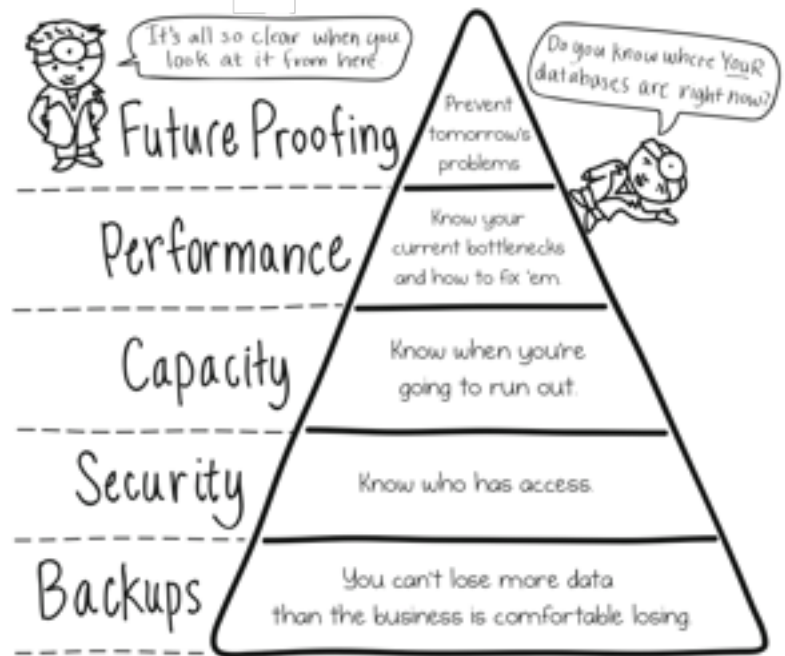 It's all so clear when you
look at it from here.
Do you know where YouR
databases are right now?
Future Proofing
Prevent
tomorrow's
problems
Performance
Know your
current bottlenecks
and how to fix 'em.
Capacity
Know when you're
going to run out.
Security
Know who has access.
Backups
You can't lose more data
than the business is comfortable losing.